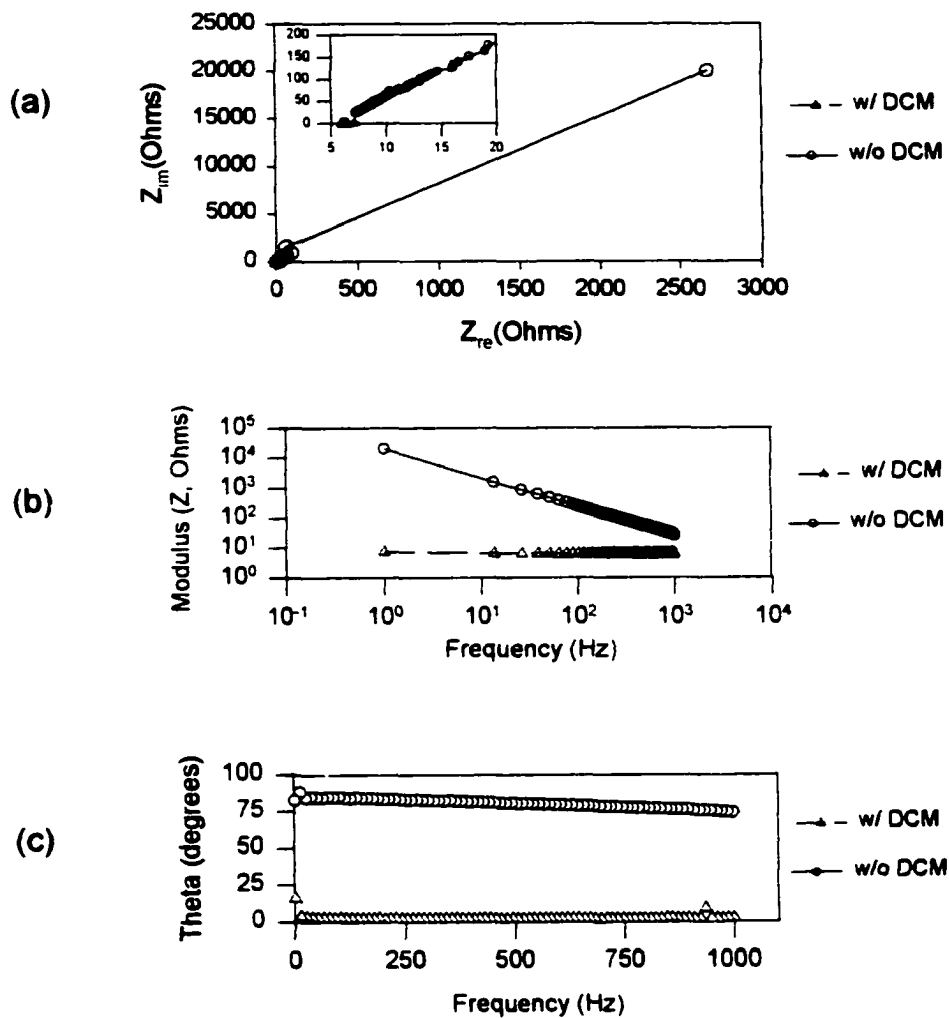 (a)
25000
20000
15000
10000
5000
0
Z_im(Ohms)
200
150
100
50
0
5 10 15 20
0 500 1000 1500 2000 2500 3000
Z_re(Ohms)
w/ DCM
w/o DCM
(b)
Modulus (Z, Ohms)
10^5
10^4
10^3
10^2
10^1
10^0
10^-1 10^0 10^1 10^2 10^3 10^4
Frequency (Hz)
w/ DCM
w/o DCM
(c)
Theta (degrees)
100
75
50
25
0
0 250 500 750 1000
Frequency (Hz)
w/ DCM
w/o DCM